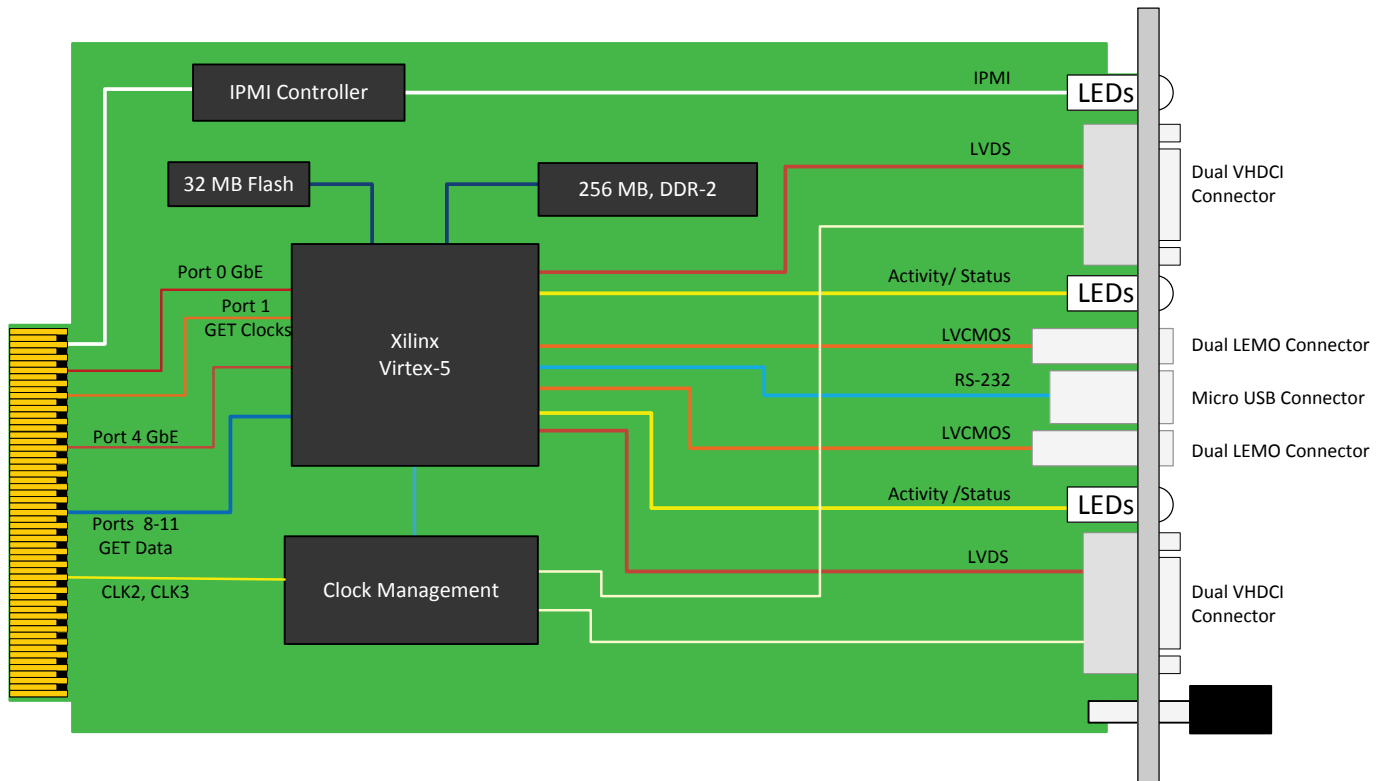 IPMI
IPMI Controller
LEDs
LVDS
Dual VHDCI
Connector
32 MB Flash
256 MB, DDR-2
Port 0 GbE
Activity/ Status
LEDs
Port 1
GET Clocks
Xilinx
Virtex-5
LVCMOS
Dual LEMO Connector
RS-232
Micro USB Connector
Port 4 GbE
LVCMOS
Dual LEMO Connector
Activity /Status
LEDs
Ports 8-11
GET Data
LVDS
CLK2, CLK3
Clock Management
Dual VHDCI
Connector